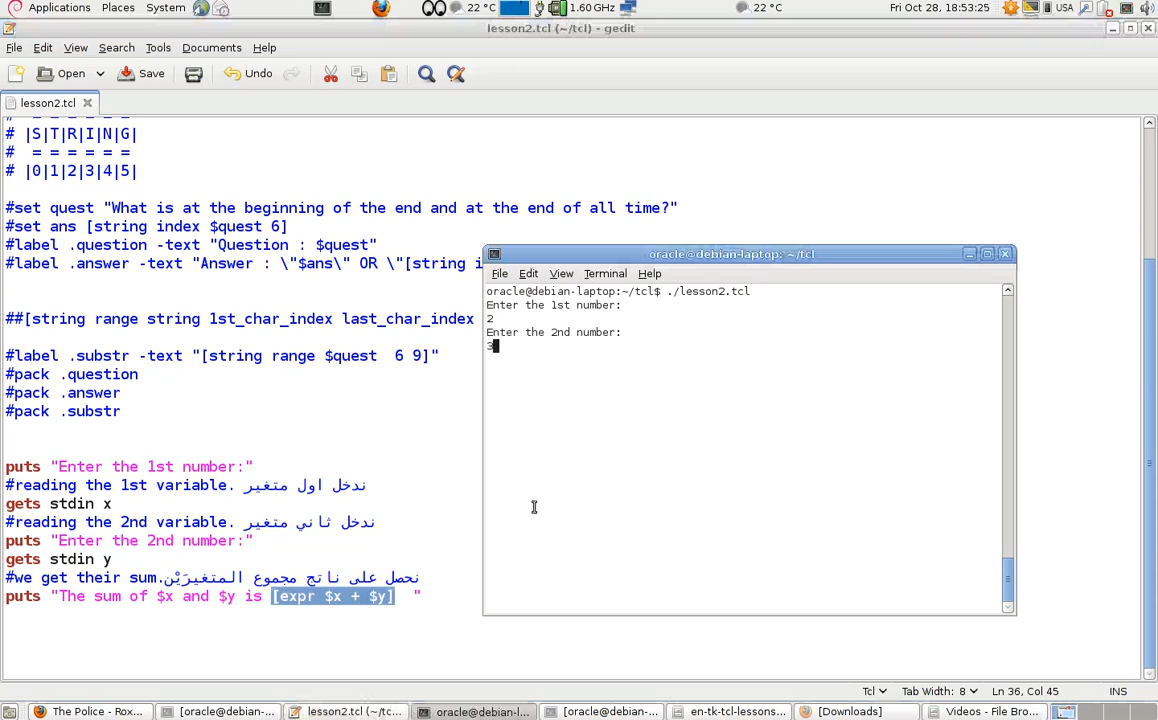 Applications Places System 22 °C 1.60 GHz 22 °C Fri Oct 28, 18:53:25 USA
lesson2.tcl (~/tcl) - gedit
File Edit View Search Tools Documents Help
Open Save Undo
lesson2.tcl
# = = = = = =
# |S|T|R|I|N|G|
# = = = = = =
# |0|1|2|3|4|5|
#set quest "What is at the beginning of the end and at the end of all time?"
#set ans [string index $quest 6]
#label .question -text "Question : $quest"
#label .answer -text "Answer : \"$ans\" OR \"[string i
##[string range string 1st_char_index last_char_index
#label .substr -text "[string range $quest 6 9]"
#pack .question
#pack .answer
#pack .substr
puts "Enter the 1st number:"
#reading the 1st variable. ندخل اول متغير
gets stdin x
#reading the 2nd variable. ندخل ثاني متغير
puts "Enter the 2nd number:"
gets stdin y
#we get their sum.نحصل على ناتج مجموع المتغيرَيْن
puts "The sum of $x and $y is [expr $x + $y] "
oracle@debian-laptop: ~/tcl
File Edit View Terminal Help
oracle@debian-laptop:~/tcl$ ./lesson2.tcl
Enter the 1st number:
2
Enter the 2nd number:
3
Tcl Tab Width: 8 Ln 36, Col 45 INS
The Police - Rox... [oracle@debian-... lesson2.tcl (~/tc... oracle@debian-l... [oracle@debian-... en-tk-tcl-lessons... [Downloads] Videos - File Brow...